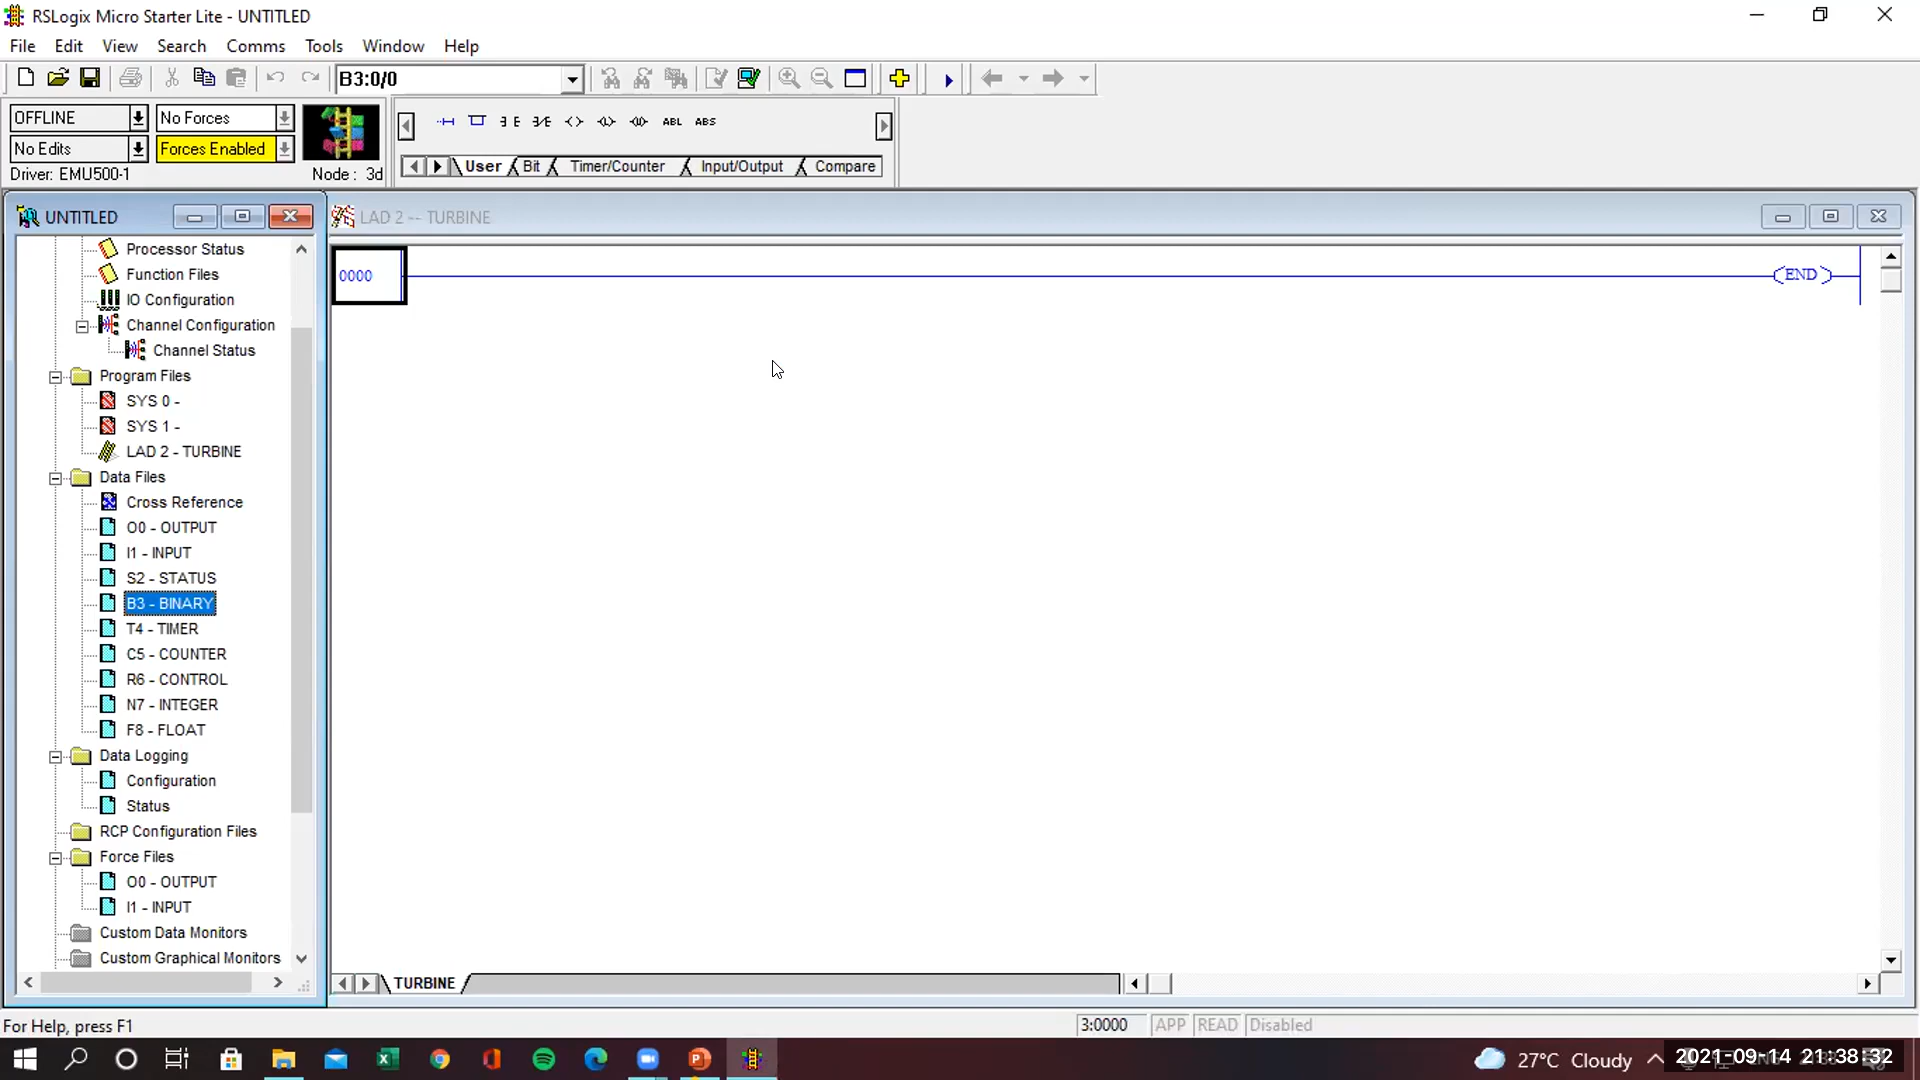 RSLogix Micro Starter Lite - UNTITLED
File Edit View Search Comms Tools Window Help
B3:0/0
OFFLINE No Forces
No Edits Forces Enabled
Driver: EMU500-1 Node : 3d
ABL ABS
User Bit Timer/Counter Input/Output Compare
UNTITLED
LAD 2 -- TURBINE
Processor Status
Function Files
IO Configuration
Channel Configuration
Channel Status
Program Files
SYS 0 -
SYS 1 -
LAD 2 - TURBINE
Data Files
Cross Reference
O0 - OUTPUT
I1 - INPUT
S2 - STATUS
B3 - BINARY
T4 - TIMER
C5 - COUNTER
R6 - CONTROL
N7 - INTEGER
F8 - FLOAT
Data Logging
Configuration
Status
RCP Configuration Files
Force Files
O0 - OUTPUT
I1 - INPUT
Custom Data Monitors
Custom Graphical Monitors
0000
END
TURBINE
For Help, press F1
3:0000 APP READ Disabled
27°C Cloudy
2021-09-14 21:38:32